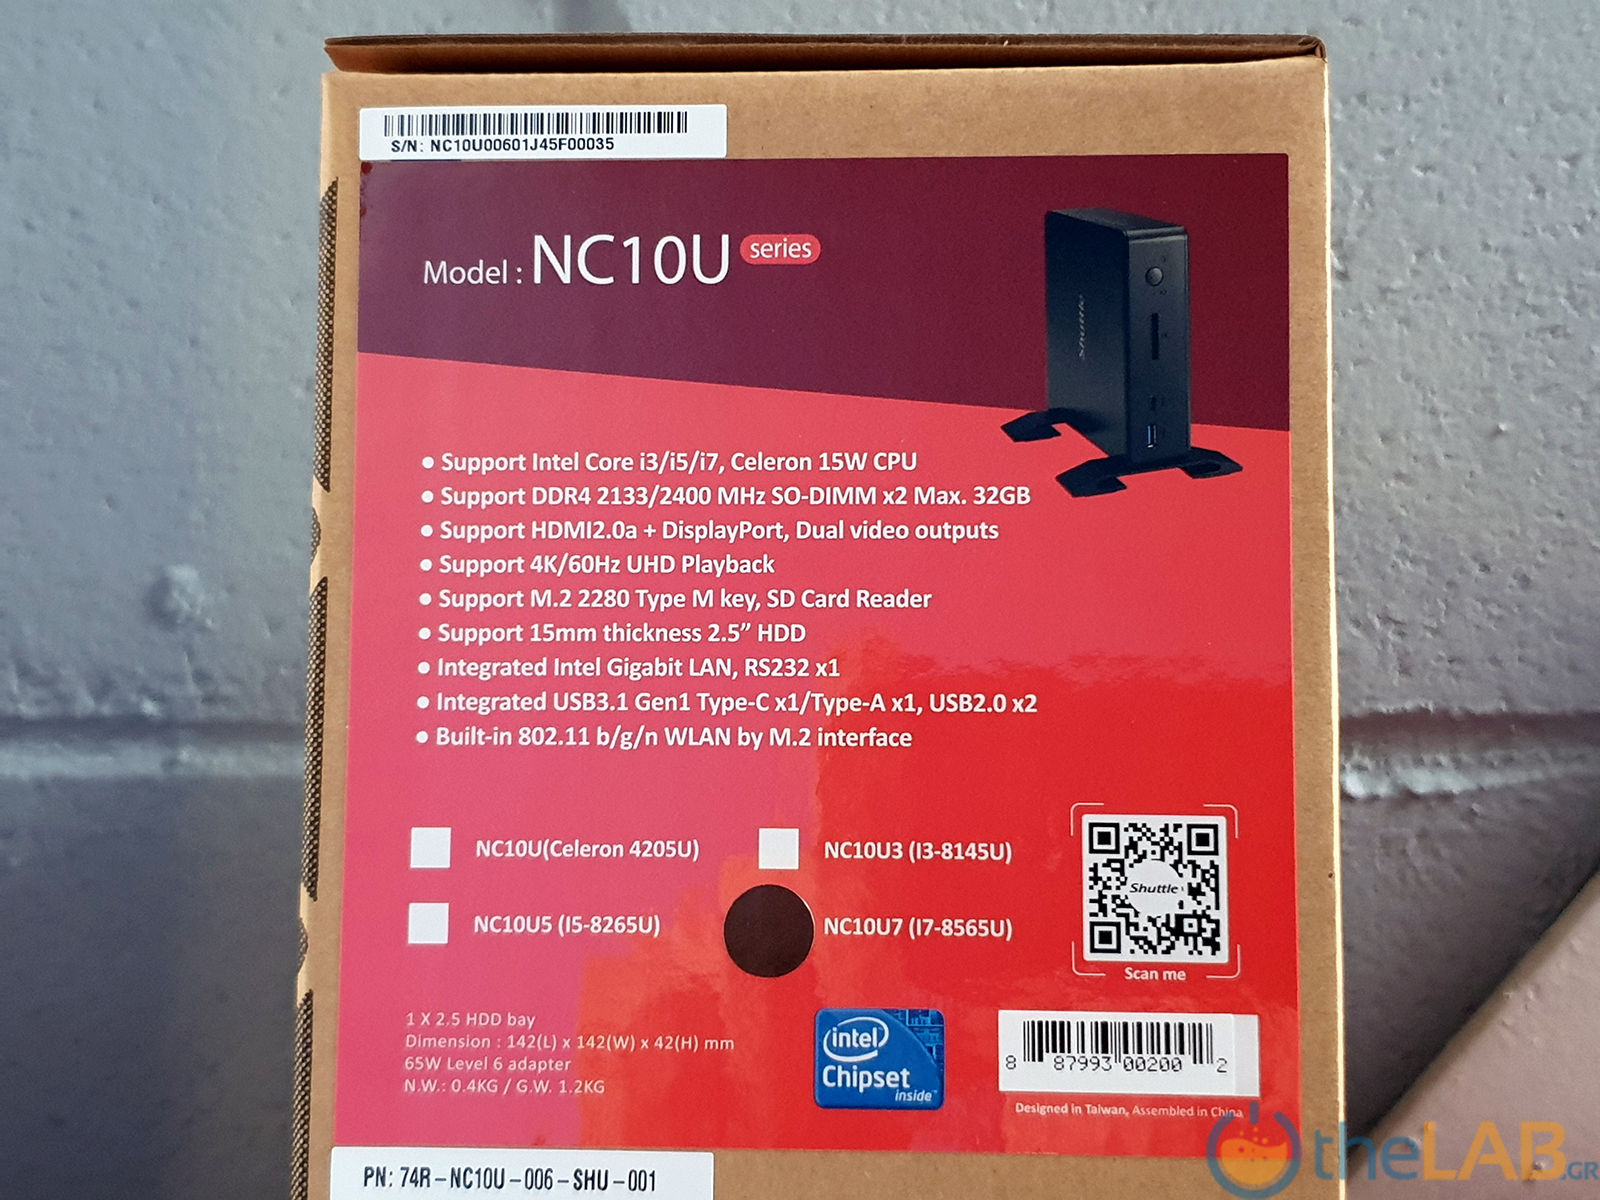 S/N: NC10U00601J45F00035
Model : NC10U series
Shuttle
● Support Intel Core i3/i5/i7, Celeron 15W CPU
● Support DDR4 2133/2400 MHz SO-DIMM x2 Max. 32GB
● Support HDMI2.0a + DisplayPort, Dual video outputs
● Support 4K/60Hz UHD Playback
● Support M.2 2280 Type M key, SD Card Reader
● Support 15mm thickness 2.5” HDD
● Integrated Intel Gigabit LAN, RS232 x1
● Integrated USB3.1 Gen1 Type-C x1/Type-A x1, USB2.0 x2
● Built-in 802.11 b/g/n WLAN by M.2 interface
NC10U(Celeron 4205U)
NC10U3 (I3-8145U)
NC10U5 (I5-8265U)
NC10U7 (I7-8565U)
Shuttle
Scan me
1 X 2.5 HDD bay
Dimension : 142(L) x 142(W) x 42(H) mm
65W Level 6 adapter
N.W.: 0.4KG / G.W. 1.2KG
intel
Chipset
inside™
8 87993 00200 2
Designed in Taiwan, Assembled in China
PN: 74R-NC10U-006-SHU-001
theLAB.GR